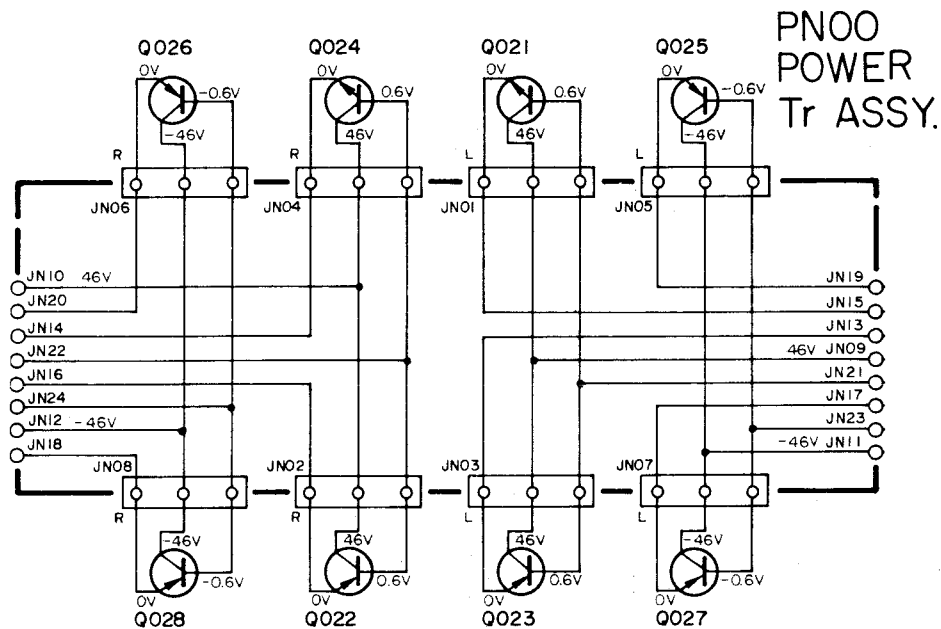 PN00
POWER
Tr ASSY.
Q026
Q024
Q021
Q025
0V
-0.6V
-46V
0V
0.6V
46V
0V
0.6V
46V
0V
-0.6V
-46V
R
R
L
L
JN06
JN04
JN01
JN05
JN10 46V
JN20
JN14
JN22
JN16
JN24
JN12 -46V
JN18
JN19
JN15
JN13
46V JN09
JN21
JN17
JN23
-46V JN11
JN08
JN02
JN03
JN07
R
R
L
L
-46V
-0.6V
0V
46V
0.6V
0V
46V
0.6V
0V
-46V
-0.6V
0V
Q028
Q022
Q023
Q027